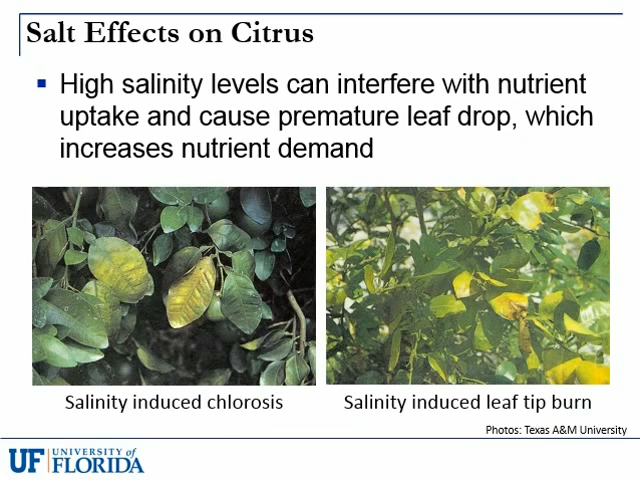 Salt Effects on Citrus
High salinity levels can interfere with nutrient
uptake and cause premature leaf drop, which
increases nutrient demand
Salinity induced chlorosis
Salinity induced leaf tip burn
Photos: Texas A&M University
UF UNIVERSITY of
FLORIDA